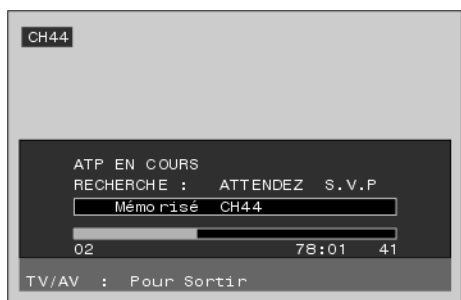 CH44
ATP EN COURS
RECHERCHE : ATTENDEZ S.V.P
Mémorisé CH44
02 78:01 41
TV/AV : Pour Sortir